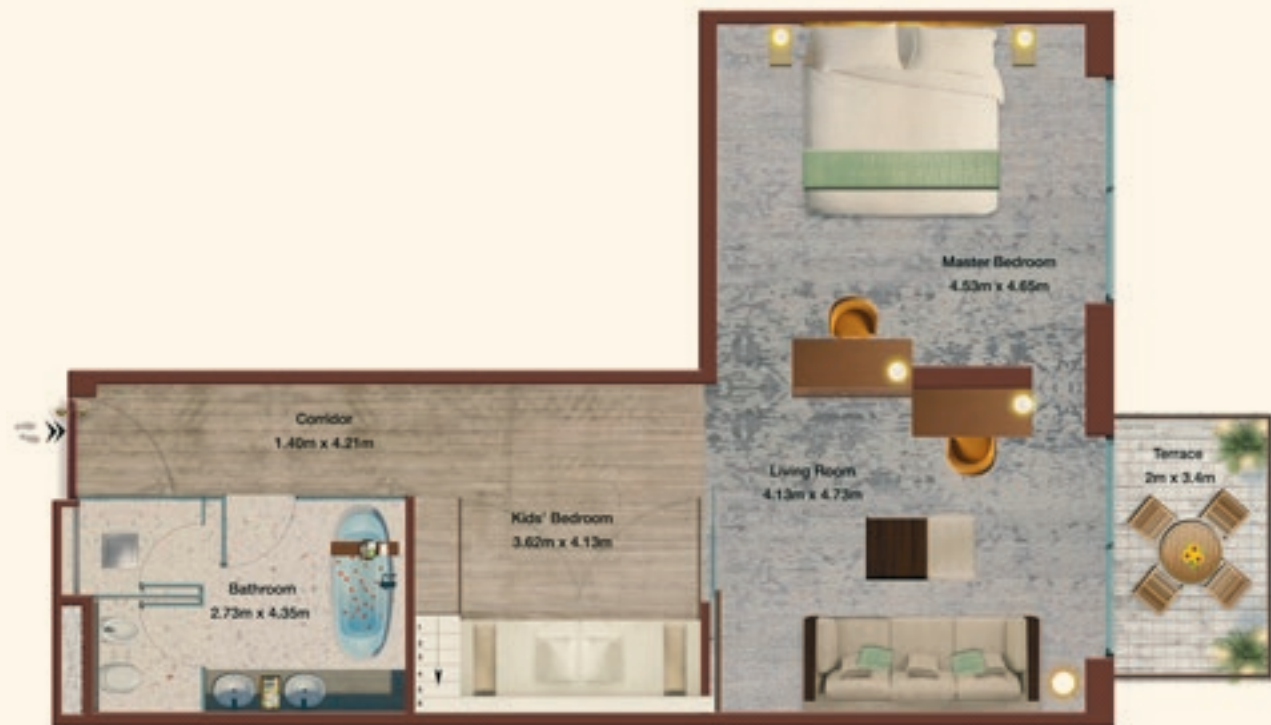 Master Bedroom
4.53m x 4.65m
Corridor
1.40m x 4.21m
Terrace
2m x 3.4m
Living Room
4.13m x 4.73m
Kids' Bedroom
3.62m x 4.13m
Bathroom
2.73m x 4.35m